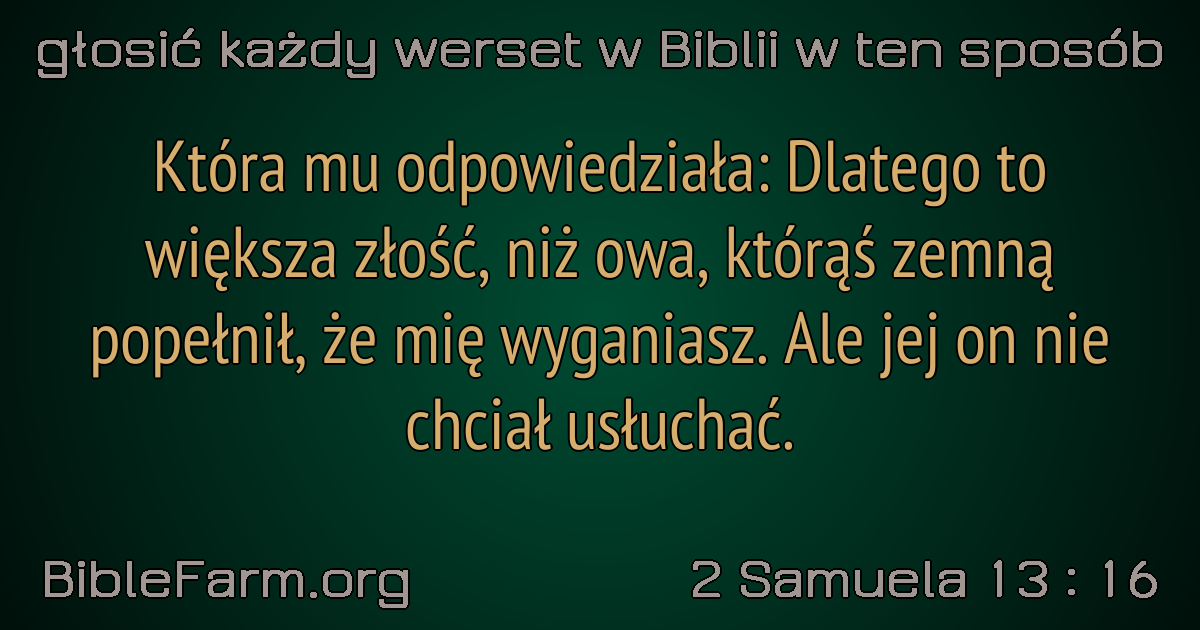 głosić każdy werset w Biblii w ten sposób
Która mu odpowiedziała: Dlatego to
większa złość, niż owa, którąś zemną
popełnił, że mię wyganiasz. Ale jej on nie
chciał usłuchać.
BibleFarm.org
2 Samuela 13 : 16